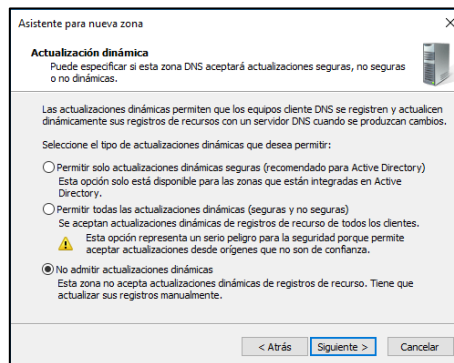 Asistente para nueva zona
Actualización dinámica
Puede especificar si esta zona DNS aceptará actualizaciones seguras, no seguras
o no dinámicas.
Las actualizaciones dinámicas permiten que los equipos cliente DNS se registren y actualicen
dinámicamente sus registros de recursos con un servidor DNS cuando se produzcan cambios.
Seleccione el tipo de actualizaciones dinámicas que desea permitir:
Permitir solo actualizaciones dinámicas seguras (recomendado para Active Directory)
Esta opción solo está disponible para las zonas que están integradas en Active
Directory.
Permitir todas las actualizaciones dinámicas (seguras y no seguras)
Se aceptan actualizaciones dinámicas de registros de recurso de todos los clientes.
Esta opción representa un serio peligro para la seguridad porque permite
aceptar actualizaciones desde orígenes que no son de confianza.
No admitir actualizaciones dinámicas
Esta zona no acepta actualizaciones dinámicas de registros de recurso. Tiene que
actualizar sus registros manualmente.
< Atrás Siguiente > Cancelar